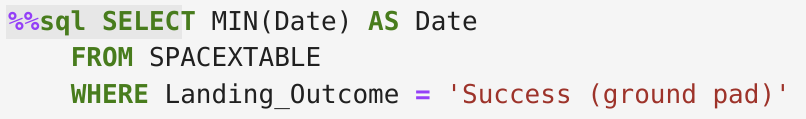 %%sql SELECT MIN(Date) AS Date
FROM SPACEXTABLE
WHERE Landing_Outcome = 'Success (ground pad)'